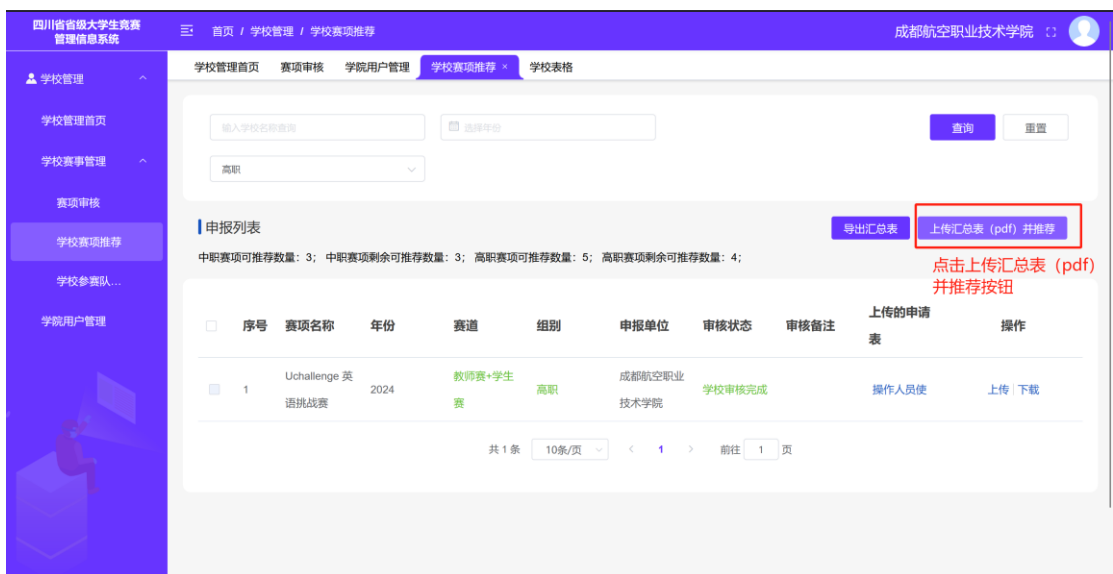 四川省省级大学生竞赛
管理信息系统
首页 / 学校管理 / 学校赛项推荐
成都航空职业技术学院
学校管理
学校管理首页
学校赛事管理
赛项审核
学校赛项推荐
学校参赛队...
学院用户管理
学校管理首页 赛项审核 学院用户管理 学校赛项推荐 × 学校表格
输入学校名称查询 选择年份 查询 重置
高职
申报列表
导出汇总表 上传汇总表（pdf）并推荐
中职赛项可推荐数量：3； 中职赛项剩余可推荐数量：3； 高职赛项可推荐数量：5； 高职赛项剩余可推荐数量：4；
点击上传汇总表（pdf）
并推荐按钮
序号 赛项名称 年份 赛道 组别 申报单位 审核状态 审核备注 上传的申请 操作
表
Uchallenge 英 教师赛+学生 成都航空职业
1 2024 高职 学校审核完成 操作人员使 上传 下载
语挑战赛 赛 技术学院
共 1 条 10条/页 < 1 > 前往 1 页